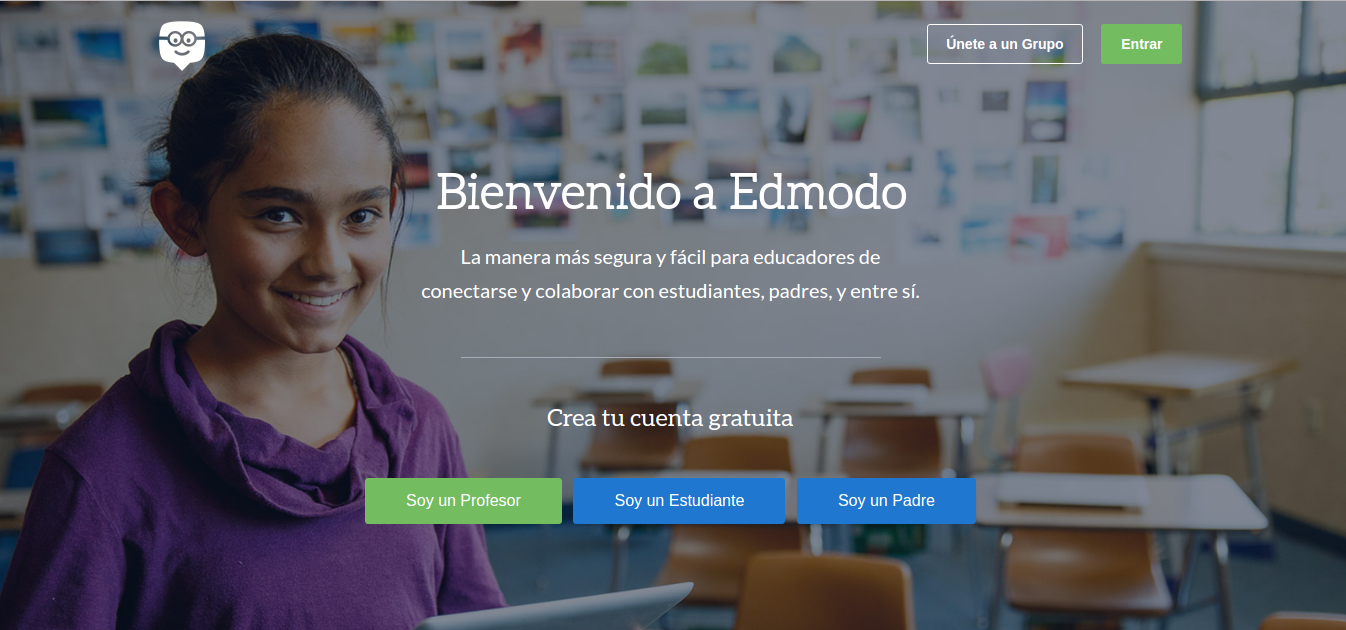 Únete a un Grupo
Entrar
Bienvenido a Edmodo
La manera más segura y fácil para educadores de
conectarse y colaborar con estudiantes, padres, y entre sí.
Crea tu cuenta gratuita
Soy un Profesor
Soy un Estudiante
Soy un Padre